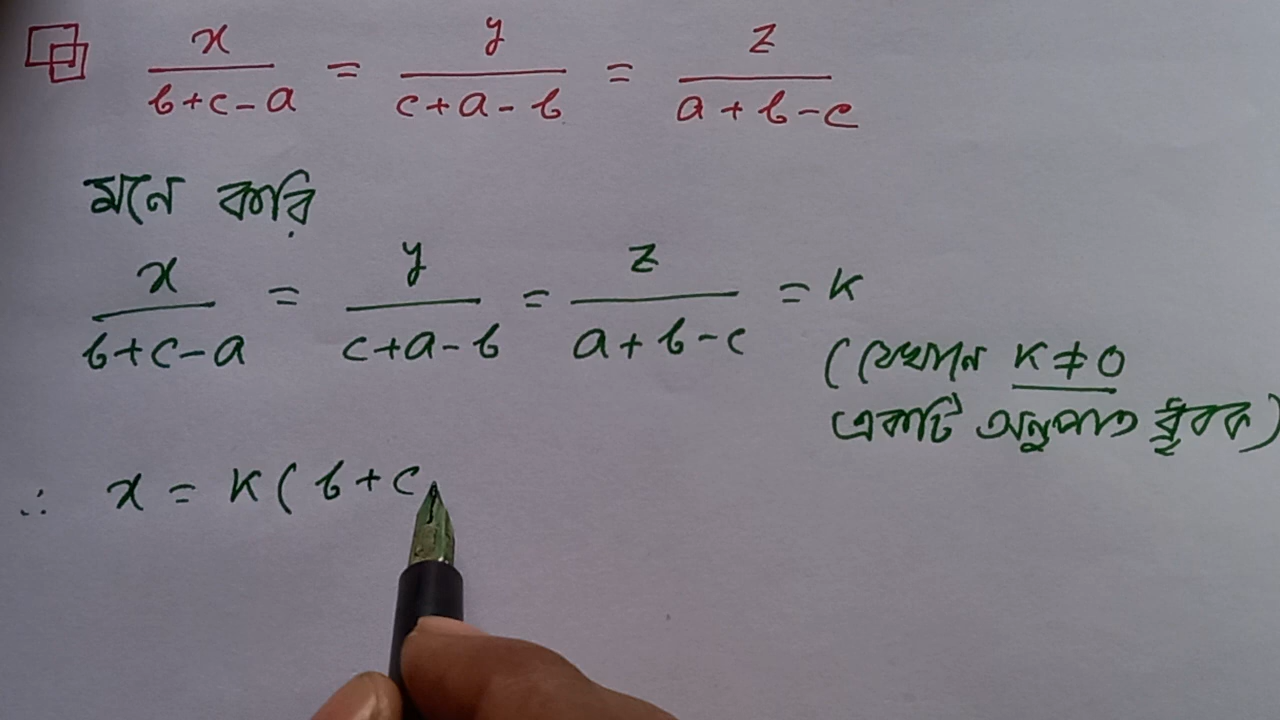 x/(b+c-a) = y/(c+a-b) = z/(a+b-c)
মনে করি
x/(b+c-a) = y/(c+a-b) = z/(a+b-c) = K
(যেখানে K ≠ 0
একটি অনুপাত ধ্রুবক)
∴ x = K(b+c